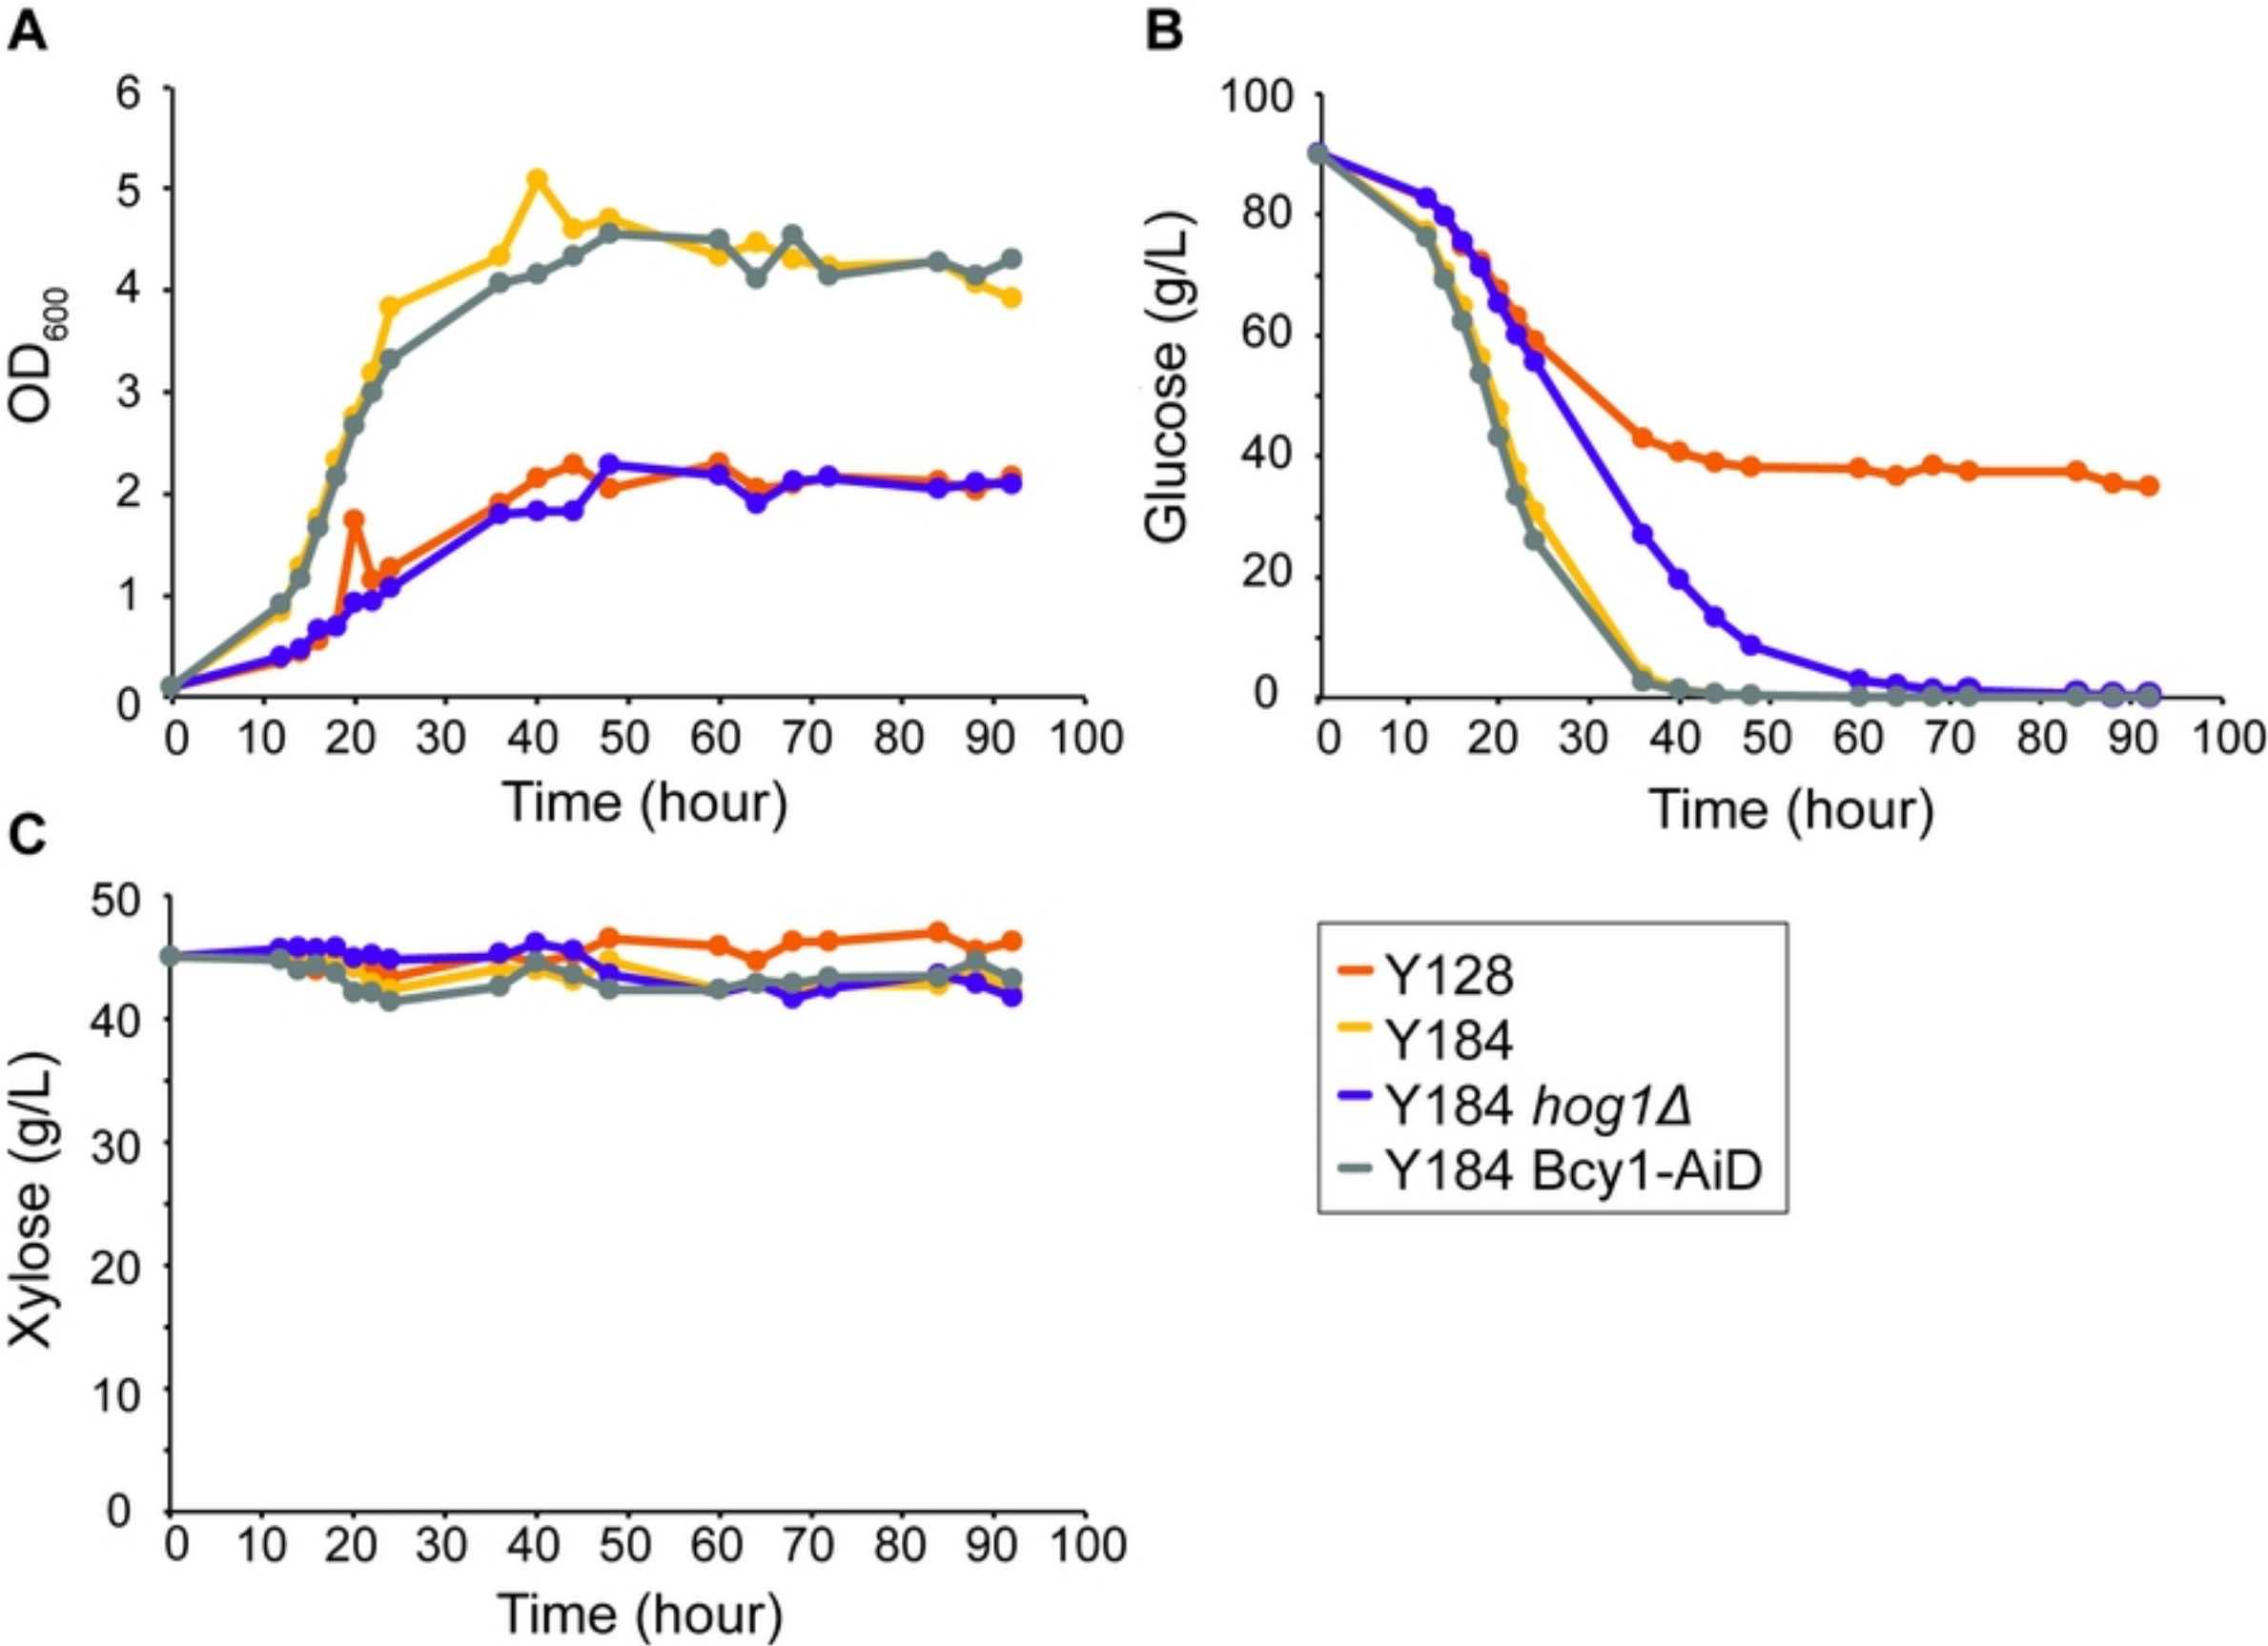 A
6
5
4
3
2
1
0
OD600
0 10 20 30 40 50 60 70 80 90 100
Time (hour)
B
100
80
60
40
20
0
Glucose (g/L)
0 10 20 30 40 50 60 70 80 90 100
Time (hour)
C
50
40
30
20
10
0
Xylose (g/L)
0 10 20 30 40 50 60 70 80 90 100
Time (hour)
Y128
Y184
Y184 hog1Δ
Y184 Bcy1-AiD